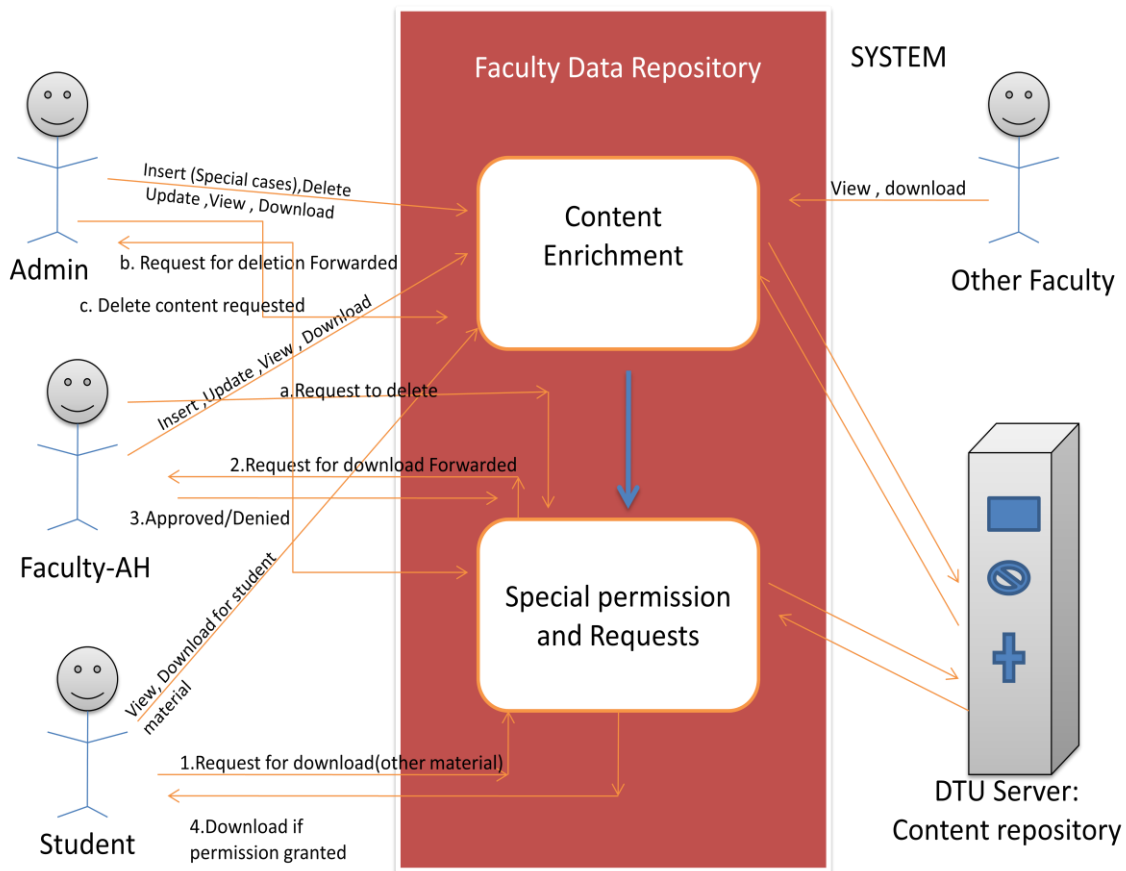 Faculty Data Repository
SYSTEM
Insert (Special cases),Delete
Update ,View , Download
Admin
b. Request for deletion Forwarded
c. Delete content requested
Content
Enrichment
View , download
Other Faculty
Insert ,Update ,View , Download
a.Request to delete
2.Request for download Forwarded
3.Approved/Denied
Faculty-AH
Special permission
and Requests
View, Download for student
material
1.Request for download(other material)
4.Download if
permission granted
Student
DTU Server:
Content repository